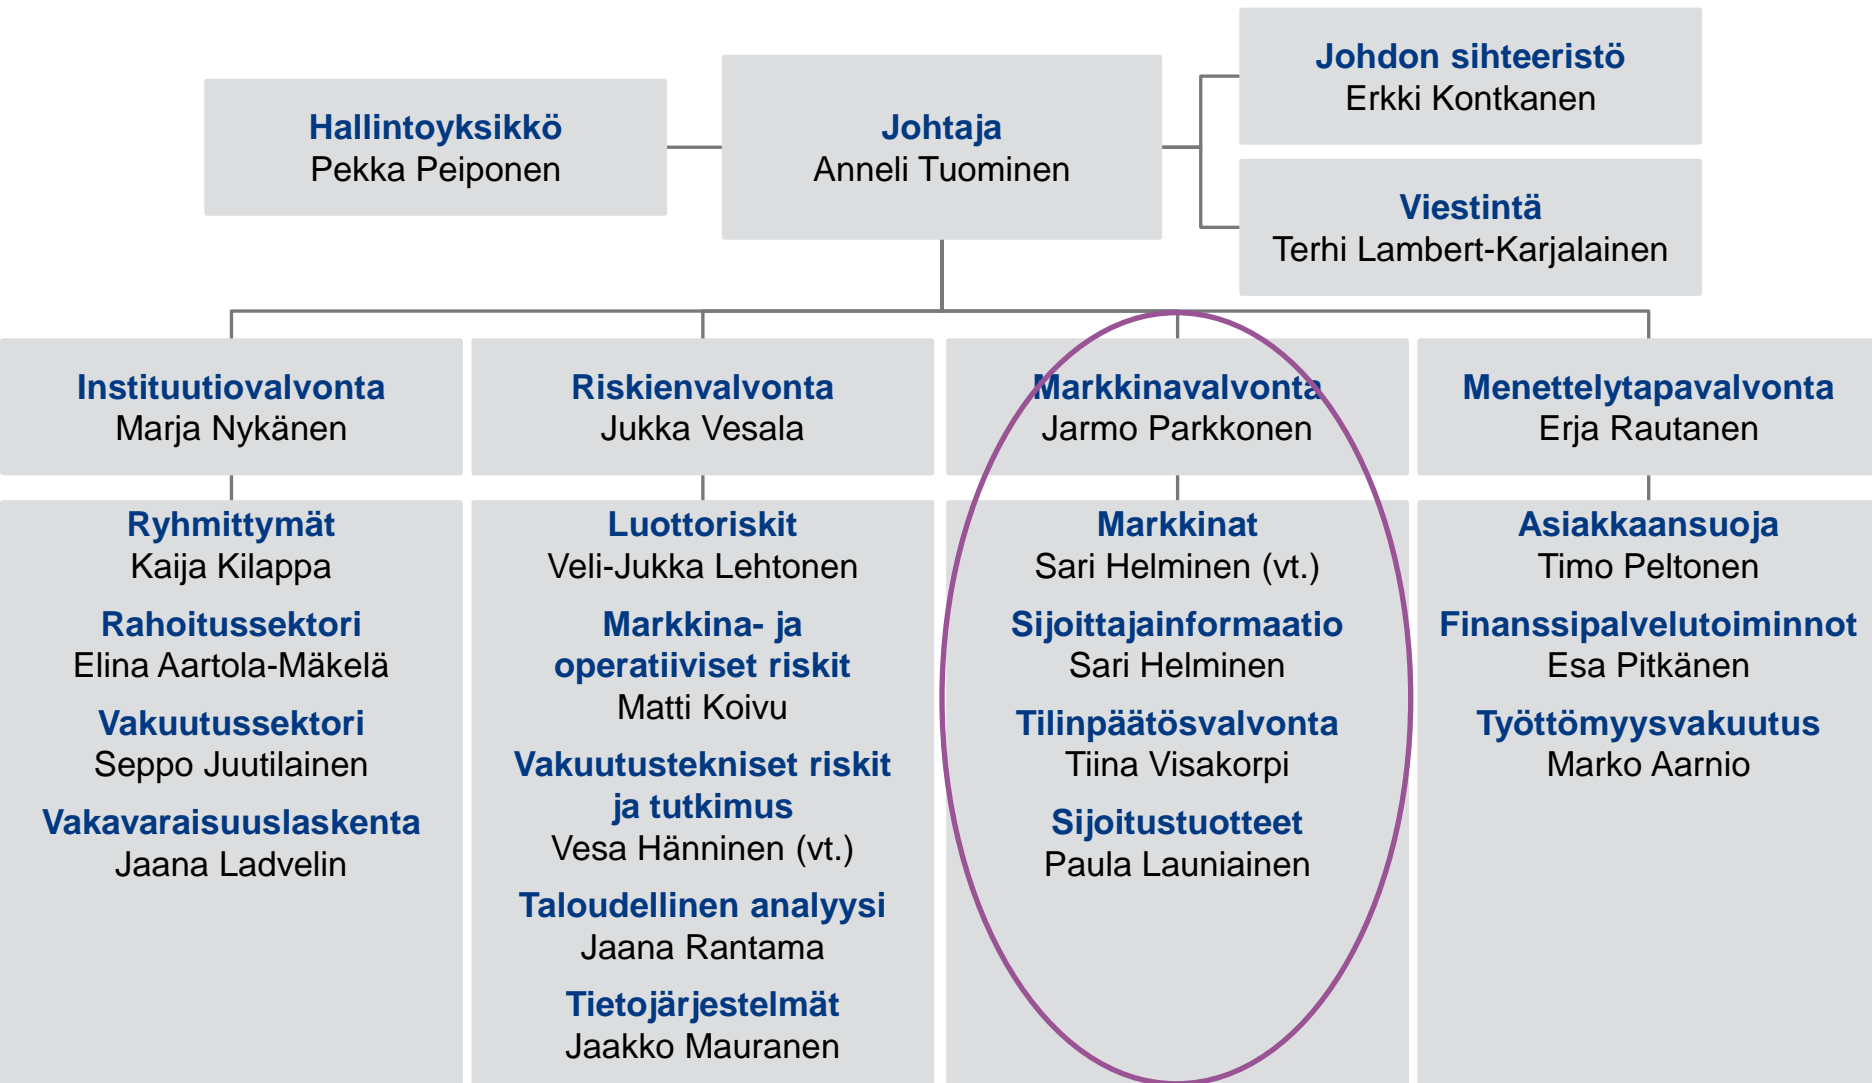 Hallintoyksikkö
Pekka Peiponen
Johtaja
Anneli Tuominen
Johdon sihteeristö
Erkki Kontkanen
Viestintä
Terhi Lambert-Karjalainen
Instituutiovalvonta
Marja Nykänen
Ryhmittymät
Kaija Kilappa
Rahoitussektori
Elina Aartola-Mäkelä
Vakuutussektori
Seppo Juutilainen
Vakavaraisuuslaskenta
Jaana Ladvelin
Riskienvalvonta
Jukka Vesala
Luottoriskit
Veli-Jukka Lehtonen
Markkina- ja
operatiiviset riskit
Matti Koivu
Vakuutustekniset riskit
ja tutkimus
Vesa Hänninen (vt.)
Taloudellinen analyysi
Jaana Rantama
Tietojärjestelmät
Jaakko Mauranen
Markkinavalvonta
Jarmo Parkkonen
Markkinat
Sari Helminen (vt.)
Sijoittajainformaatio
Sari Helminen
Tilinpäätösvalvonta
Tiina Visakorpi
Sijoitustuotteet
Paula Launiainen
Menettelytapavalvonta
Erja Rautanen
Asiakkaansuoja
Timo Peltonen
Finanssipalvelutoiminnot
Esa Pitkänen
Työttömyysvakuutus
Marko Aarnio